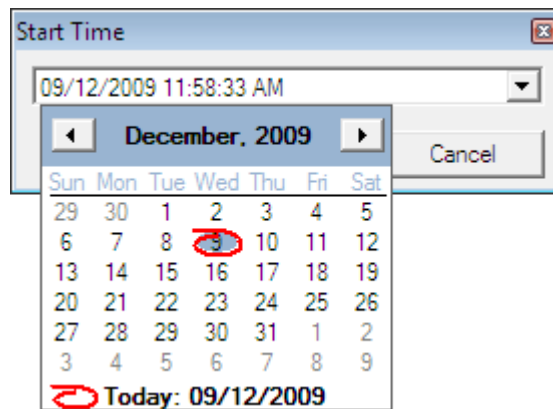 Start Time
09/12/2009 11:58:33 AM
December, 2009
Cancel
Sun Mon Tue Wed Thu Fri Sat
29 30 1 2 3 4 5
6 7 8 9 10 11 12
13 14 15 16 17 18 19
20 21 22 23 24 25 26
27 28 29 30 31 1 2
3 4 5 6 7 8 9
Today: 09/12/2009